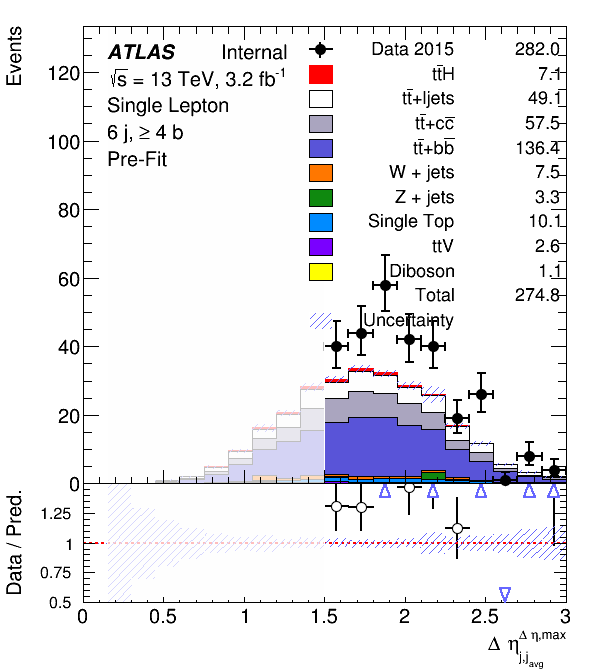 Events
ATLAS Internal
√s = 13 TeV, 3.2 fb⁻¹
Single Lepton
6 j, ≥ 4 b
Pre-Fit
Data 2015 282.0
tt̄H 7.1
tt̄+ljets 49.1
tt̄+cc̄ 57.5
tt̄+bb̄ 136.4
W + jets 7.5
Z + jets 3.3
Single Top 10.1
ttV 2.6
Diboson 1.1
Total 274.8
Uncertainty
120
100
80
60
40
20
0
Data / Pred.
1.25
1
0.75
0.5
0 0.5 1 1.5 2 2.5 3
Δ η_{j,j_{avg}}^{Δ η,max}